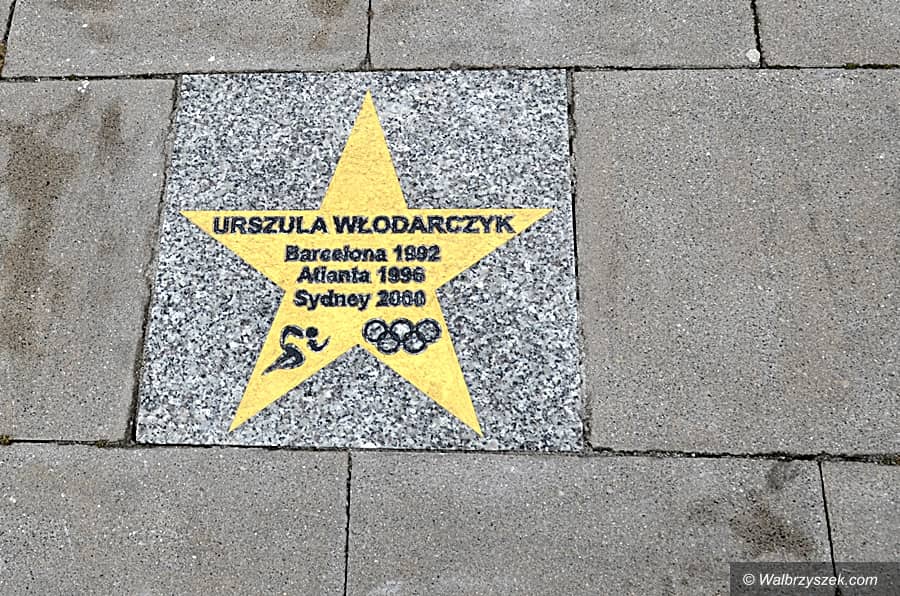 URSZULA WŁODARCZYK
Barcelona 1992
Atlanta 1996
Sydney 2000
© Walbrzyszek.com